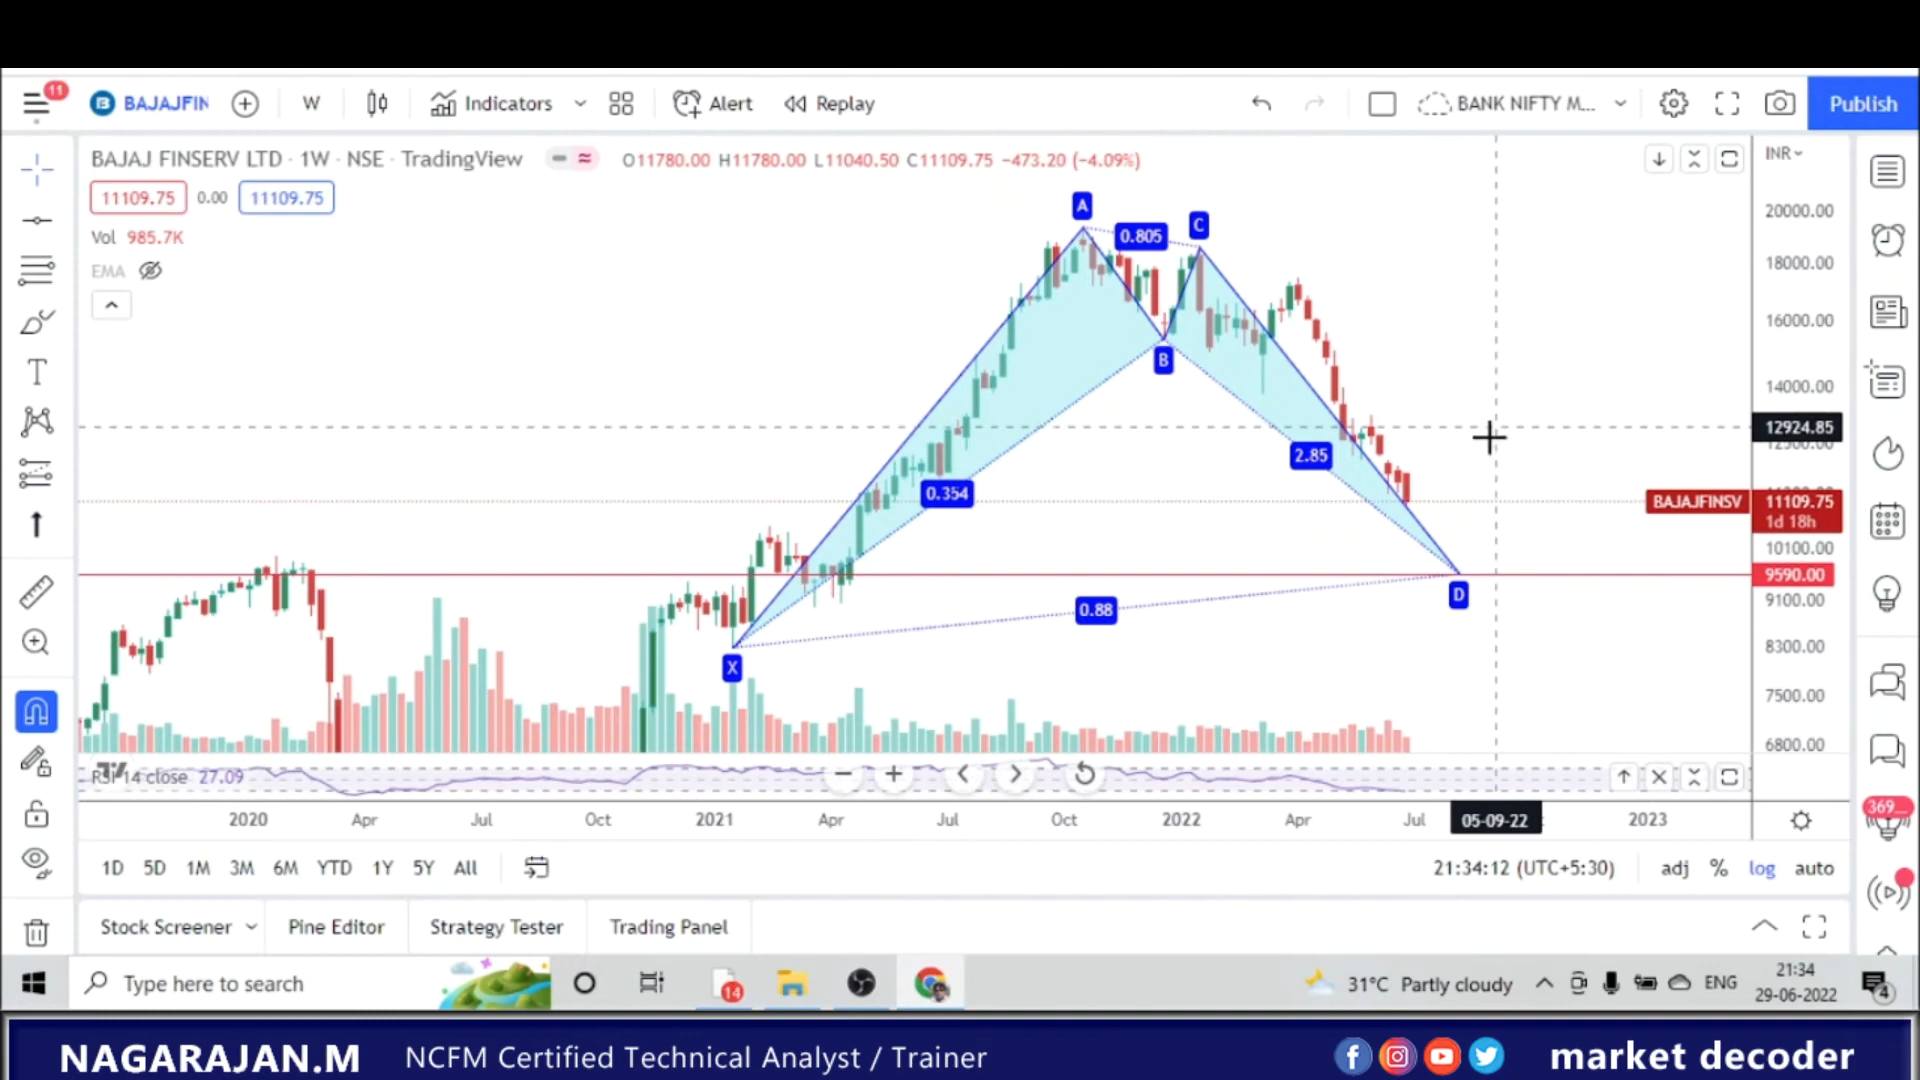 11
BAJAJFIN
W
Indicators
Alert
Replay
BANK NIFTY M...
Publish
BAJAJ FINSERV LTD · 1W · NSE · TradingView
O11780.00 H11780.00 L11040.50 C11109.75 −473.20 (−4.09%)
INR
11109.75 0.00 11109.75
Vol 985.7K
EMA
A
C
0.805
B
2.85
0.354
0.88
X
D
20000.00
18000.00
16000.00
14000.00
12924.85
BAJAJFINSV
11109.75
1d 18h
10100.00
9590.00
9100.00
8300.00
7500.00
6800.00
RSI 14 close 27.09
2020 Apr Jul Oct 2021 Apr Jul Oct 2022 Apr Jul 05-09-22 2023
369...
1D 5D 1M 3M 6M YTD 1Y 5Y All
21:34:12 (UTC+5:30)
adj % log auto
Stock Screener
Pine Editor
Strategy Tester
Trading Panel
Type here to search
14
31°C Partly cloudy
ENG
21:34
29-06-2022
4
NAGARAJAN.M NCFM Certified Technical Analyst / Trainer
market decoder